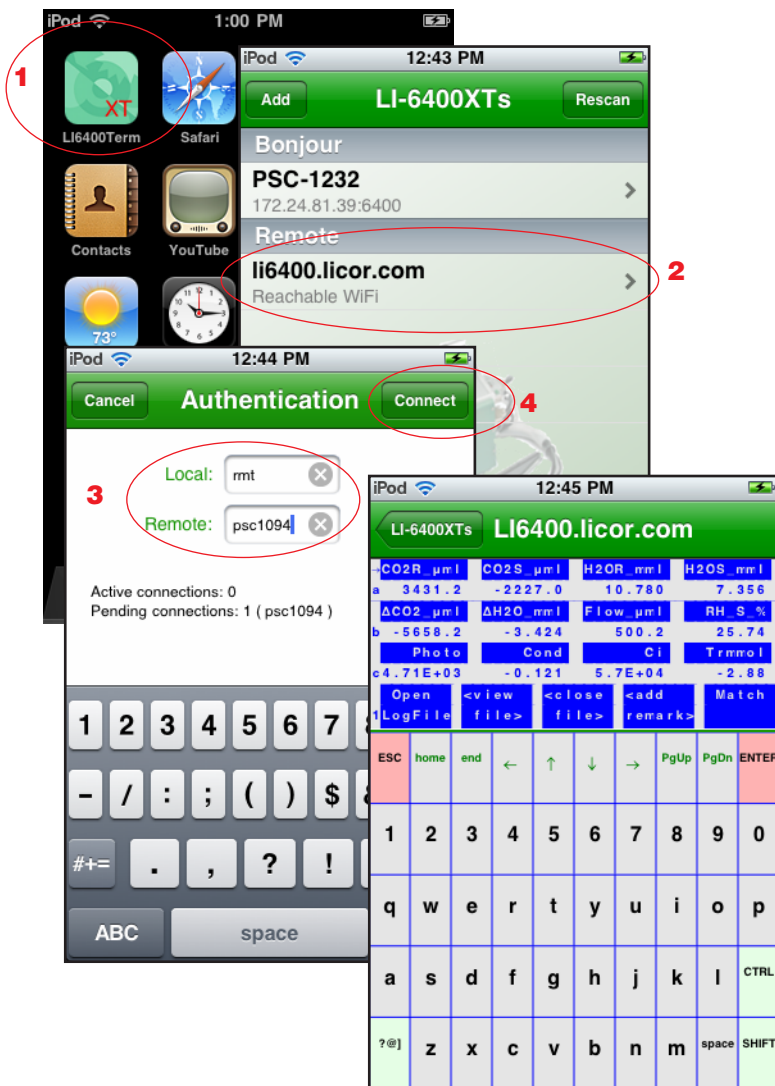 iPod 1:00 PM
1
XT
LI6400Term Safari
Contacts YouTube
73°
iPod 12:43 PM
Add LI-6400XTs Rescan
Bonjour
PSC-1232
172.24.81.39:6400
Remote
li6400.licor.com
Reachable WiFi
2
iPod 12:44 PM
Cancel Authentication Connect
4
3
Local: rmt
Remote: psc1094
Active connections: 0
Pending connections: 1 ( psc1094 )
1 2 3 4 5 6 7
- / : ; ( ) $
#+= . , ? !
ABC space
iPod 12:45 PM
LI-6400XTs LI6400.licor.com
→CO2R_µml CO2S_µml H2OR_mml H2OS_mml
a 3431.2 -2227.0 10.780 7.356
ΔCO2_µml ΔH2O_mml Flow_µml RH_S_%
b -5658.2 -3.424 500.2 25.74
Photo Cond Ci Trmmol
c4.71E+03 -0.121 5.7E+04 -2.88
Open <view <close <add Match
1LogFile file> file> remark>
ESC home end ← ↑ ↓ → PgUp PgDn ENTER
1 2 3 4 5 6 7 8 9 0
q w e r t y u i o p
a s d f g h j k l CTRL
?@] z x c v b n m space SHIFT